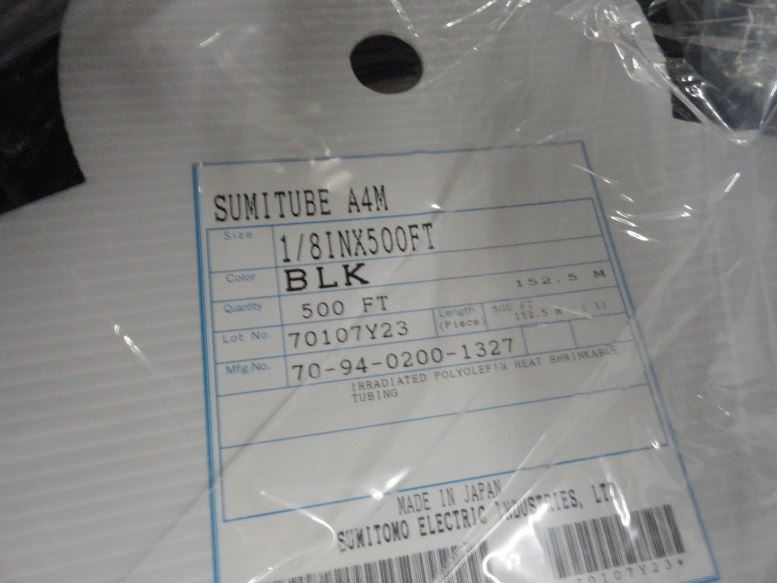 SUMITUBE A4M
Size 1/8INX500FT
Color BLK 152.5 M
Quantity 500 FT
Lot No. 70107Y23 Length (Piece) 500 FT 152.5 M (1)
Mfg.No. 70-94-0200-1327
IRRADIATED POLYOLEFIN HEAT SHRINKABLE
TUBING
MADE IN JAPAN
SUMITOMO ELECTRIC INDUSTRIES, LTD.
70107Y23*